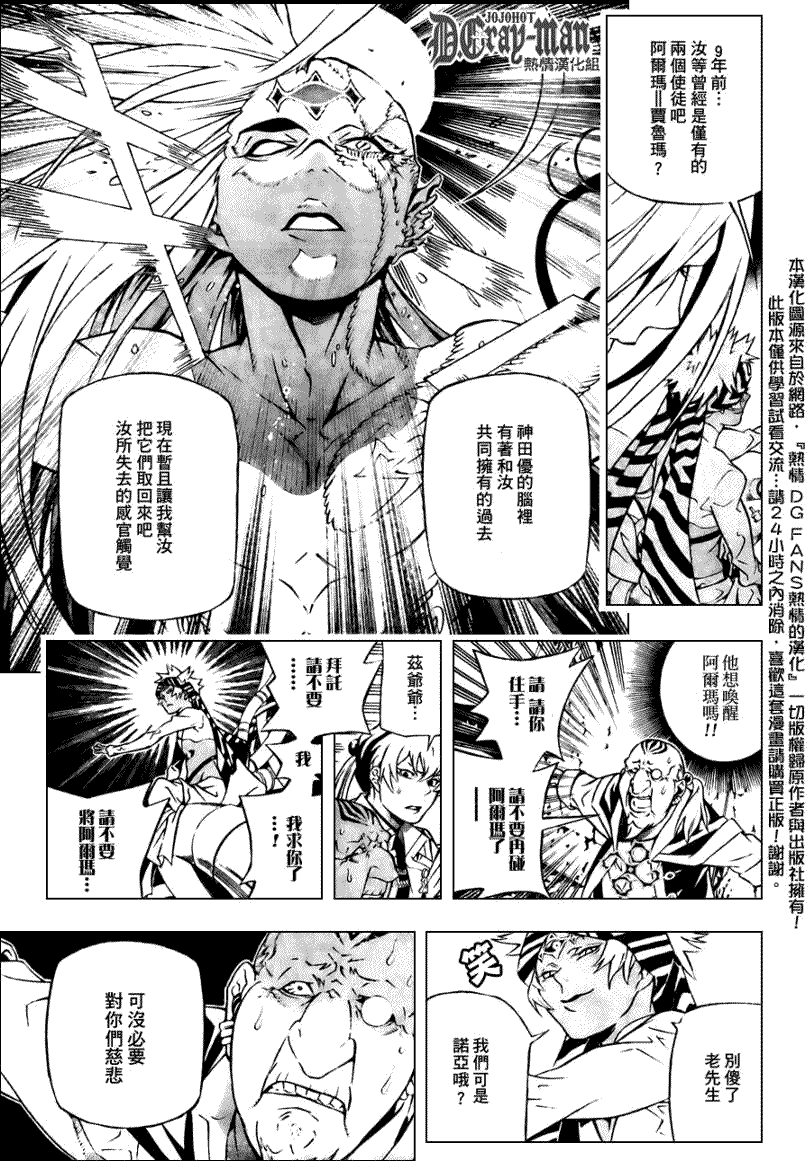 9年前…
汝等曾經是僅有的
兩個使徒吧
阿爾瑪＝賈魯瑪？
JOJOHOT
D.Gray-man
熱情漢化組
神田優的腦裡
有著和汝
共同擁有的過去
現在暫且讓我幫汝
把它們取回來吧
汝所失去的感官觸覺
他想喚醒
阿爾瑪嗎!!
請 請你
住手…
請不要再碰
阿爾瑪了
茲爺爺…
拜託
請不要
……
我
…！
我求你了
請不要
將阿爾瑪…
笑
別傻了
老先生
我們可是
諾亞哦？
可沒必要
對你們慈悲
本漢化圖源來自於網路，『熱情 DG FANS熱情的漢化』一切版權歸原作者與出版社擁有！
此版本僅供學習試看交流…請24小時之內消除，喜歡這套漫畫請購買正版！謝謝。